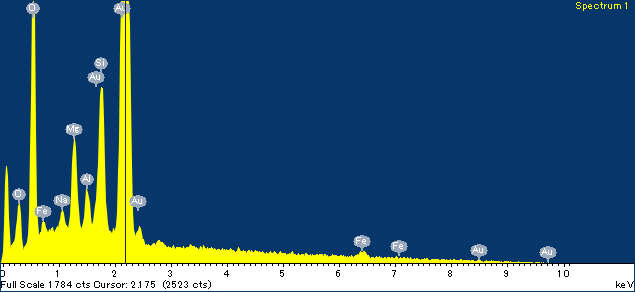 Spectrum 1
O Au
Si
Au
Mg
Al
C Fe Na Au
Fe Fe Au Au
0 1 2 3 4 5 6 7 8 9 10
Full Scale 1784 cts Cursor: 2.175 (2523 cts) keV